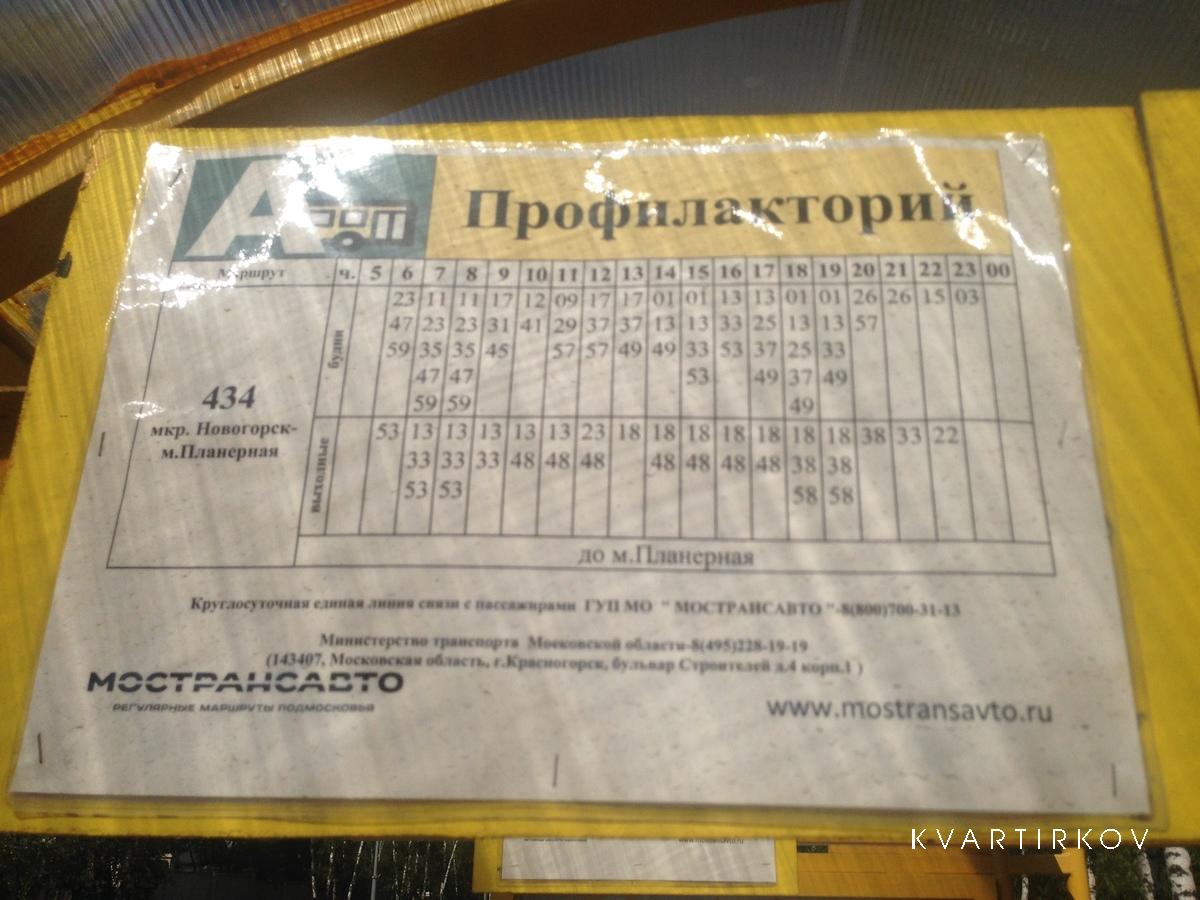 А
Профилакторий
Маршрут ч. 5 6 7 8 9 10 11 12 13 14 15 16 17 18 19 20 21 22 23 00
23 11 11 17 12 09 17 17 01 01 13 13 01 01 26 26 15 03
47 23 23 31 41 29 37 37 13 13 33 25 13 13 57
59 35 35 45 57 57 49 49 33 53 37 25 33
47 47 53 49 37 49
59 59 49
будни
434
мкр. Новогорск-
м.Планерная
53 13 13 13 13 13 23 18 18 18 18 18 18 18 38 33 22
33 33 33 48 48 48 48 48 48 48 38 38
53 53 58 58
выходные
до м.Планерная
Круглосуточная единая линия связи с пассажирами ГУП МО " МОСТРАНСАВТО "-8(800)700-31-13
Министерство транспорта Московской области-8(495)228-19-19
(143407, Московская область, г.Красногорск, бульвар Строителей д.4 корп.1 )
МОСТРАНСАВТО
РЕГУЛЯРНЫЕ МАРШРУТЫ ПОДМОСКОВЬЯ
www.mostransavto.ru
KVARTIRKOV